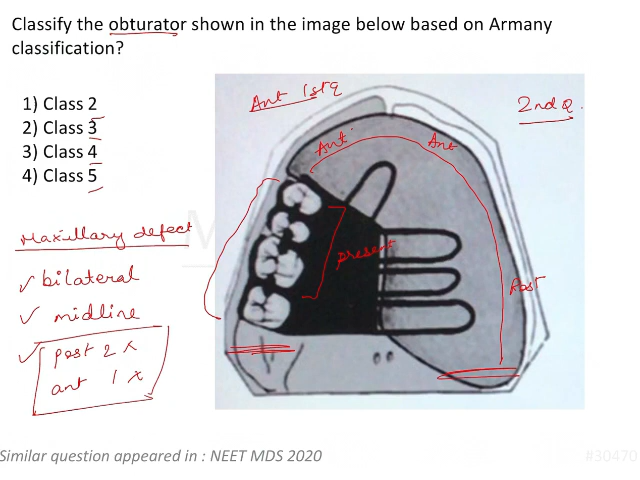 Classify the obturator shown in the image below based on Armany
classification?
1) Class 2
2) Class 3
3) Class 4
4) Class 5
Ant 1st q
2nd Q.
Ant.
Ant
present
Post
Maxillary defect
✓ bilateral
✓ midline
✓ post 2 x
ant 1 x
Similar question appeared in : NEET MDS 2020
#30470